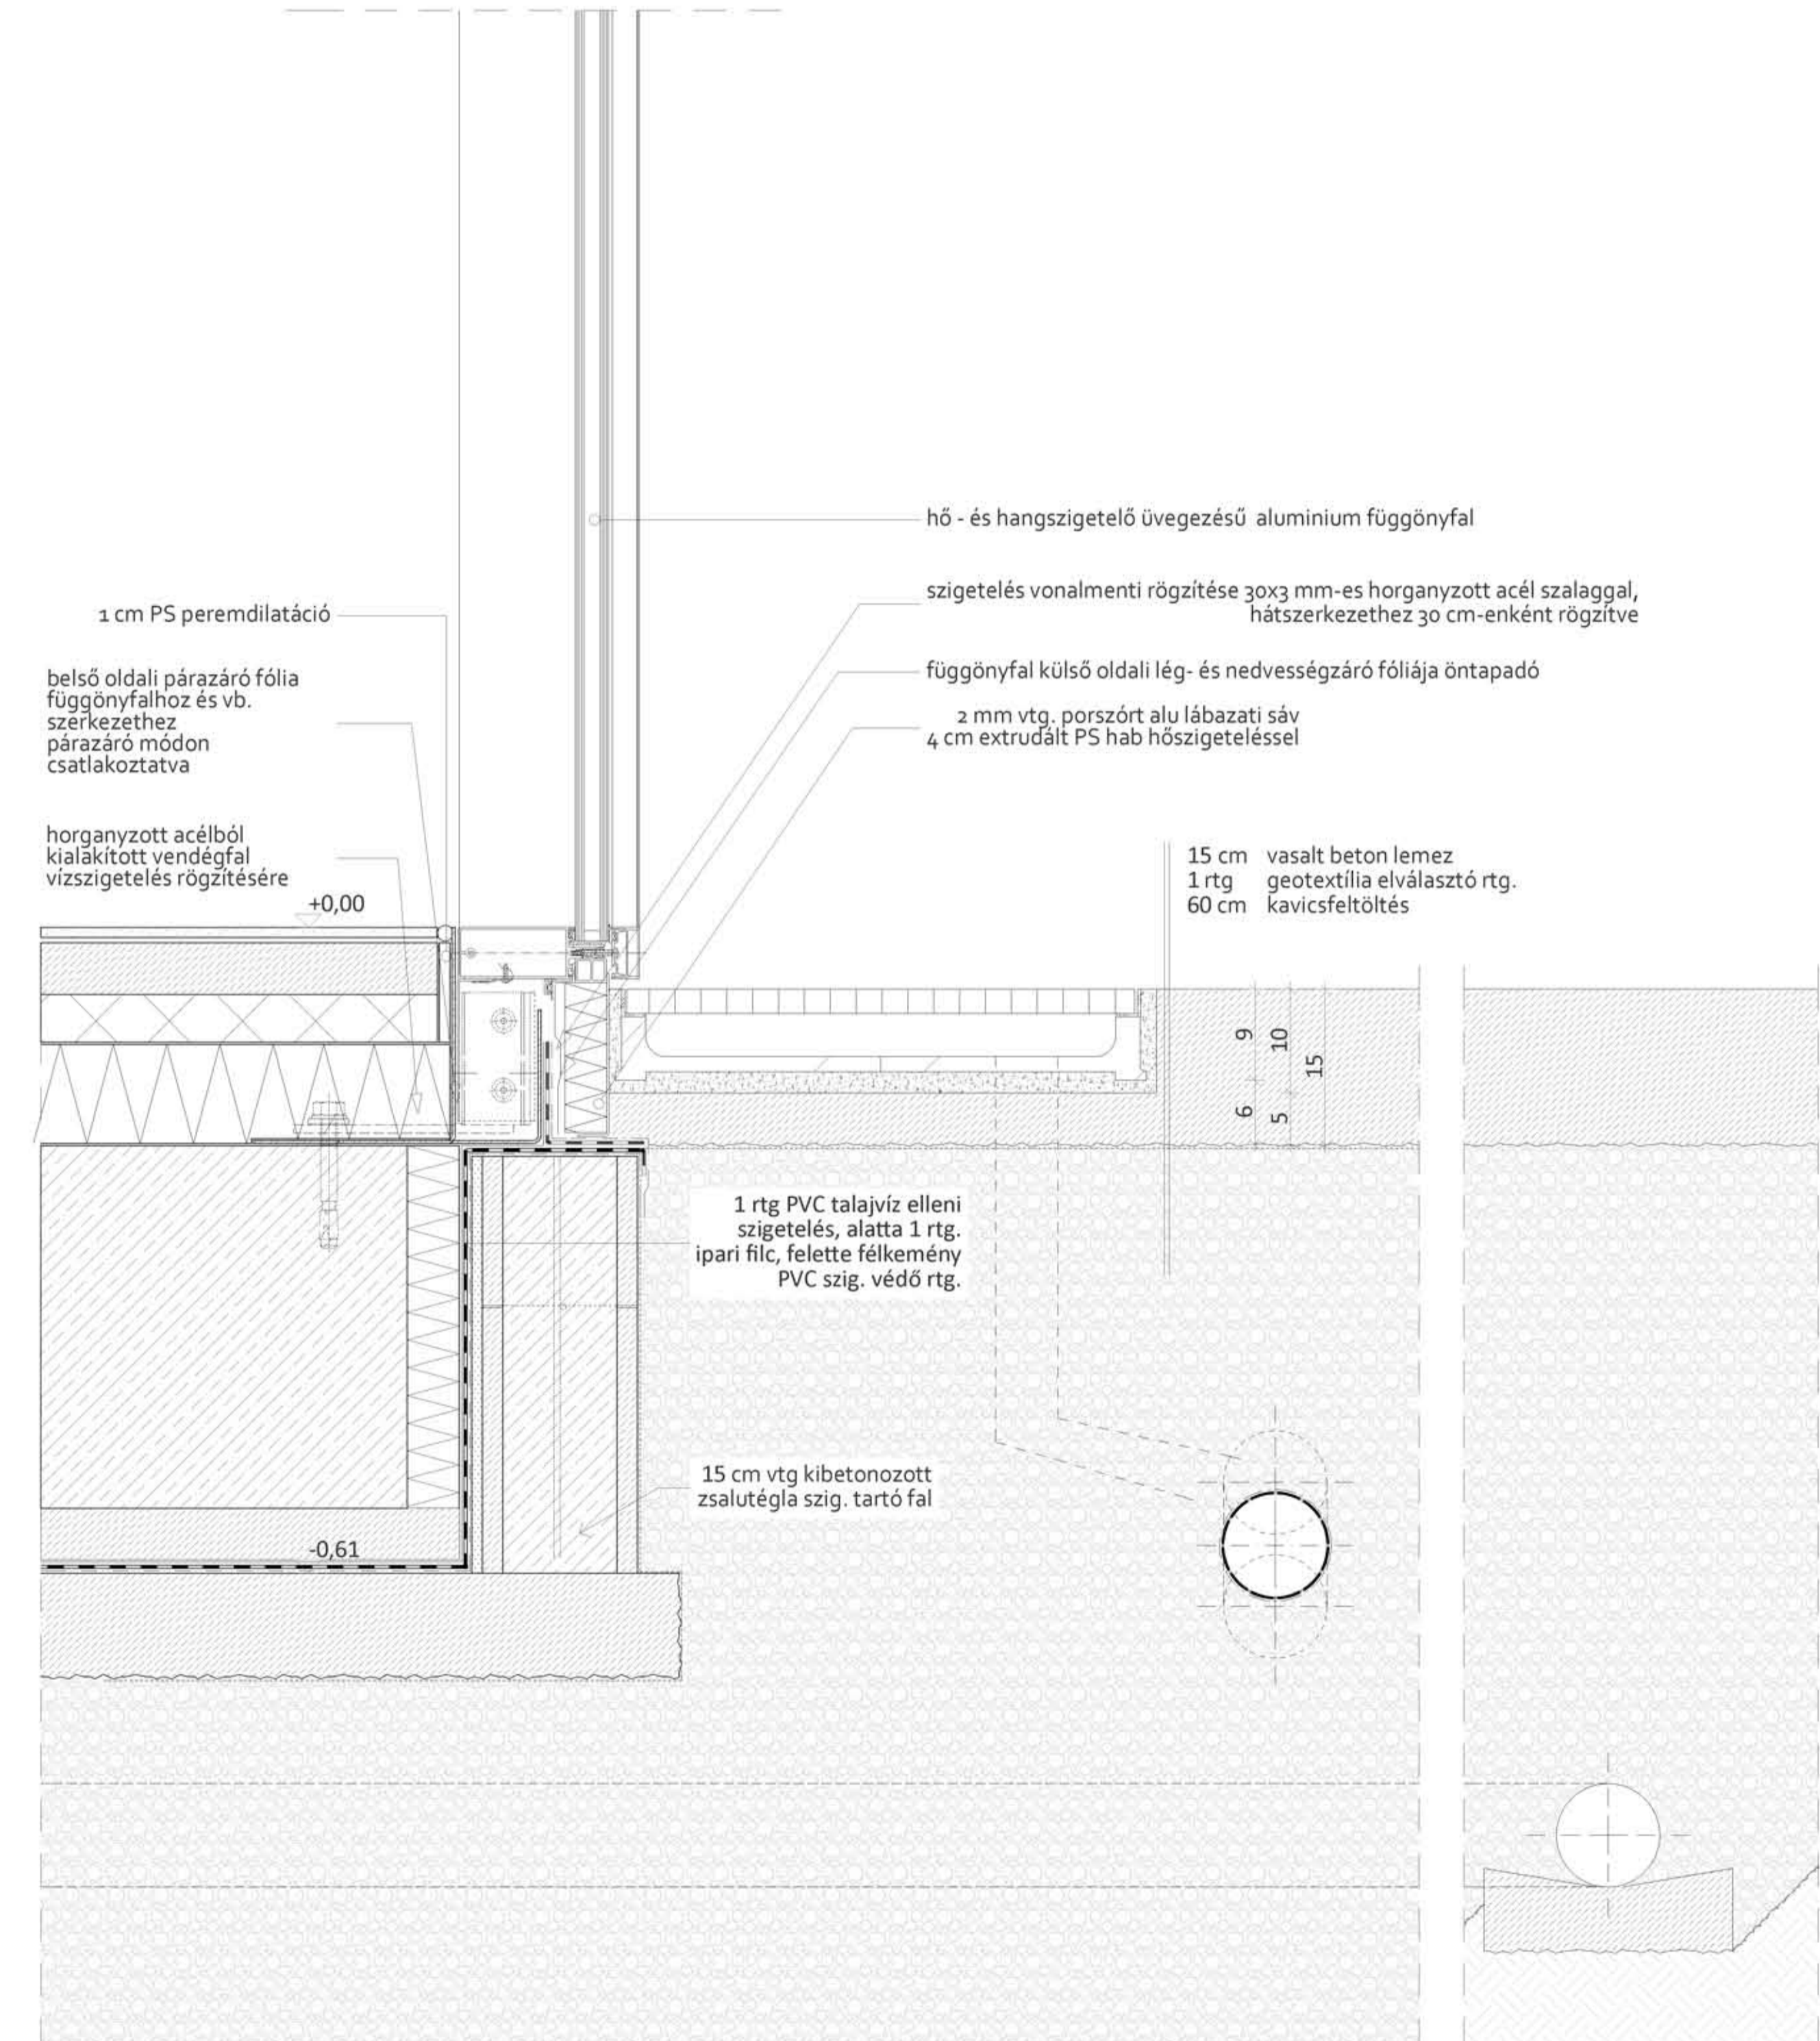 hő - és hangszigetelő üvegezésű aluminium függönyfal
szigetelés vonalmenti rögzítése 30x3 mm-es horganyzott acél szalaggal,
hátszerkezethez 30 cm-enként rögzítve
1 cm PS peremdilatáció
függönyfal külső oldali lég- és nedvességzáró fóliája öntapadó
belső oldali párazáró fólia
függönyfalhoz és vb.
szerkezethez
párazáró módon
csatlakoztatva
2 mm vtg. porszórt alu lábazati sáv
4 cm extrudált PS hab hőszigeteléssel
horganyzott acélból
kialakított vendégfal
vízszigetelés rögzítésére
15 cm vasalt beton lemez
1 rtg geotextília elválasztó rtg.
60 cm kavicsfeltöltés
+0,00
9
10
15
6
5
1 rtg PVC talajvíz elleni
szigetelés, alatta 1 rtg.
ipari filc, felette félkemény
PVC szig. védő rtg.
15 cm vtg kibetonozott
zsalutégla szig. tartó fal
-0,61